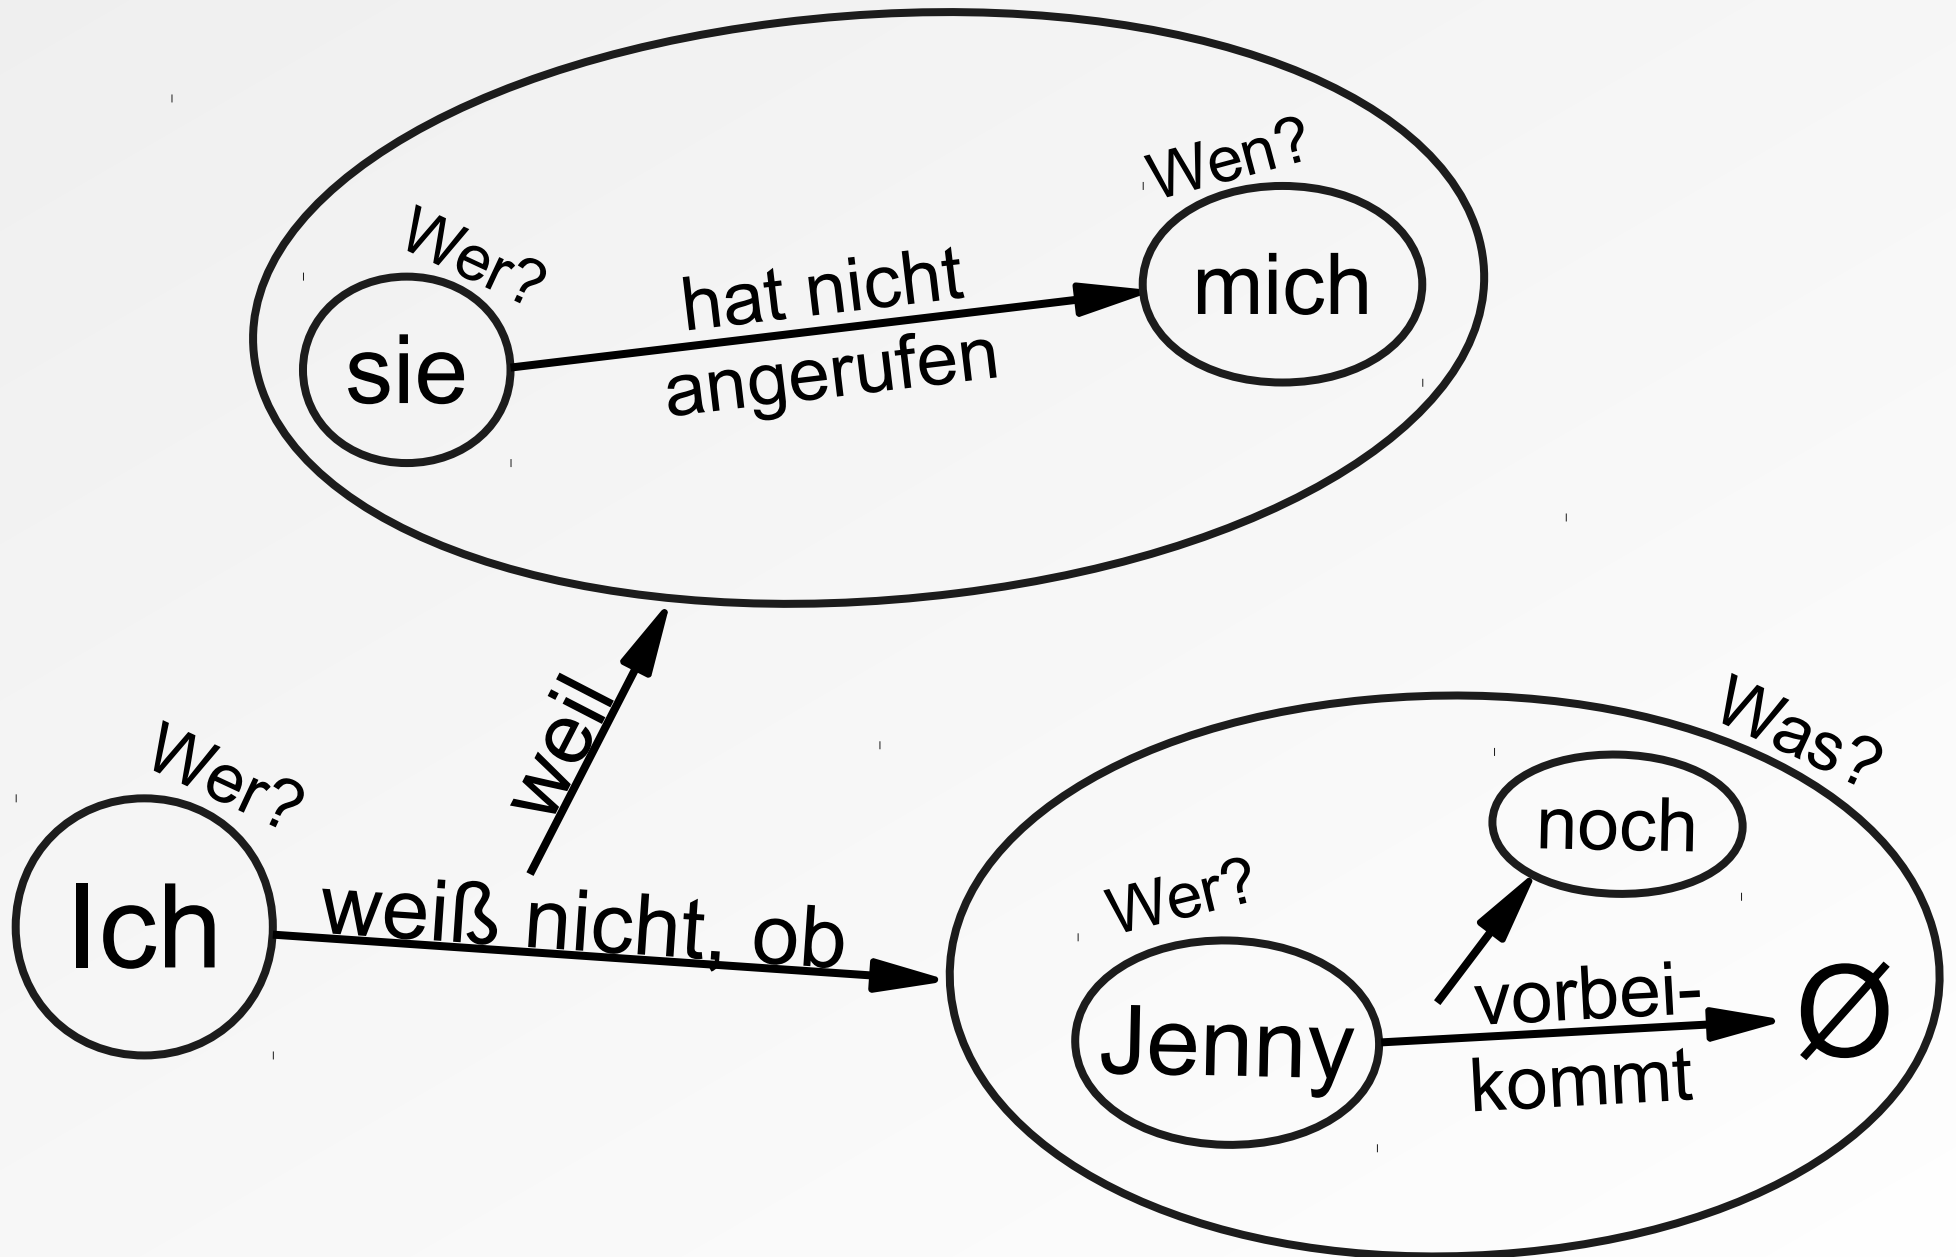 Wen?
Wer?
hat nicht
mich
sie
angerufen
weil
Was?
Wer?
noch
Wer?
Ich
weiß nicht, ob
Jenny
vorbei-
Ø
kommt